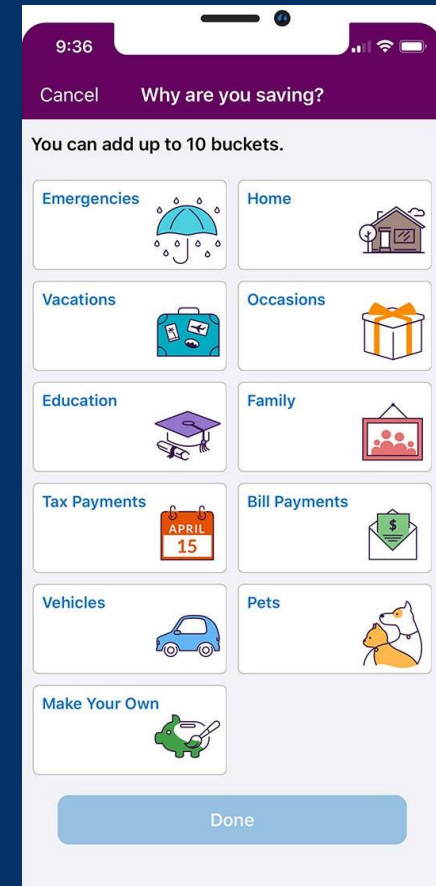 9:36
Cancel Why are you saving?
You can add up to 10 buckets.
Emergencies Home
Vacations Occasions
Education Family
Tax Payments Bill Payments
APRIL $
15
Vehicles Pets
Make Your Own
Done